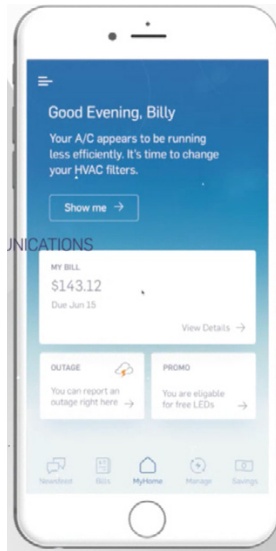 Good Evening, Billy
Your A/C appears to be running
less efficiently. It's time to change
your HVAC filters.
Show me →
UNICATIONS
MY BILL
$143.12
Due Jun 15
View Details →
OUTAGE
You can report an
outage right here →
PROMO
You are eligable
for free LEDs →
Newsfeed Bills MyHome Manage Savings